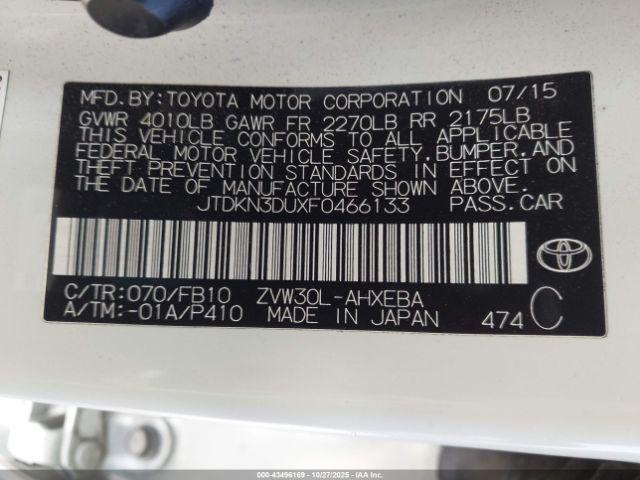 MFD.BY:TOYOTA MOTOR CORPORATION 07/15
GVWR 4010LB GAWR FR 2270LB RR 2175LB
THIS VEHICLE CONFORMS TO ALL APPLICABLE
FEDERAL MOTOR VEHICLE SAFETY,BUMPER,AND
THEFT PREVENTION STANDARDS IN EFFECT ON
THE DATE OF MANUFACTURE SHOWN ABOVE.
JTDKN3DUXF0466133 PASS.CAR
C/TR:070/FB10 ZVW30L-AHXEBA
A/TM:-01A/P410 MADE IN JAPAN 474 C
000-43496169 - 10/27/2025 - IAAI.COM